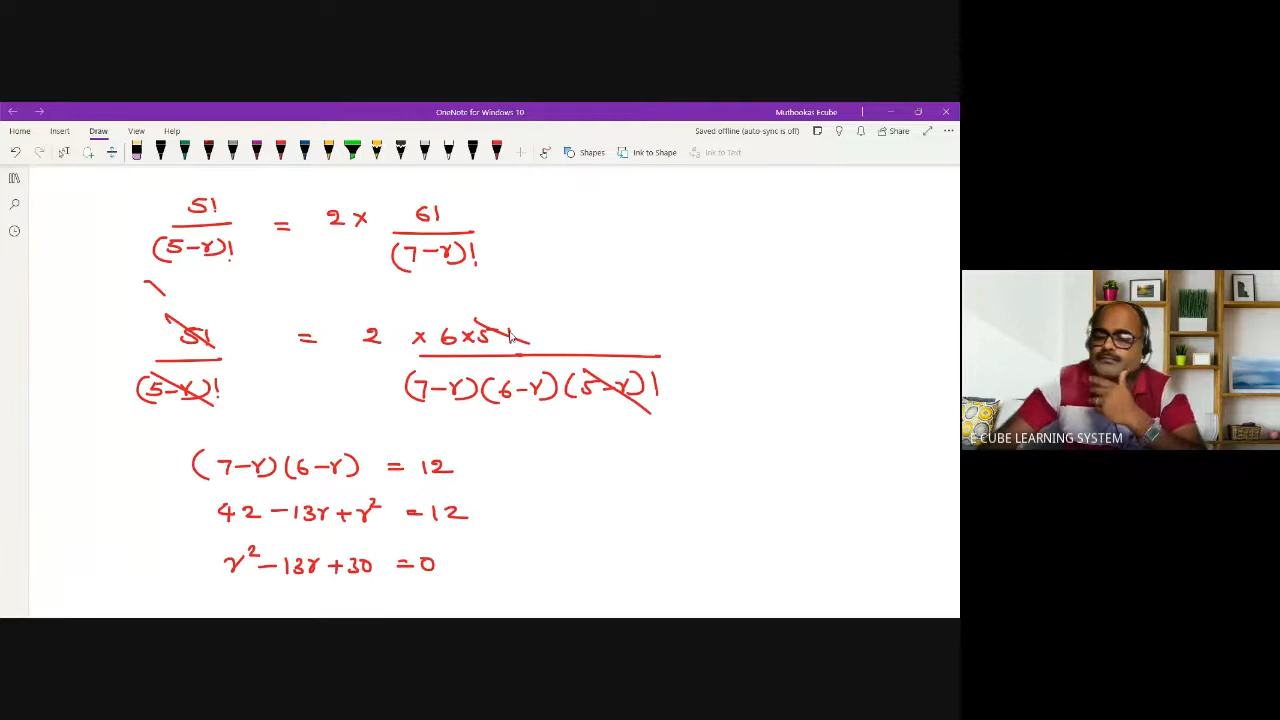 OneNote for Windows 10
Muthookas Ecube
Home Insert Draw View Help
Saved offline (auto-sync is off)
Share
Shapes Ink to Shape Ink to Text
5! / (5-r)! = 2 × 6! / (7-r)!
5! / (5-r)! = 2 × 6 × 5! / (7-r)(6-r)(5-r)!
(7-r)(6-r) = 12
42 - 13r + r² = 12
r² - 13r + 30 = 0
E CUBE LEARNING SYSTEM